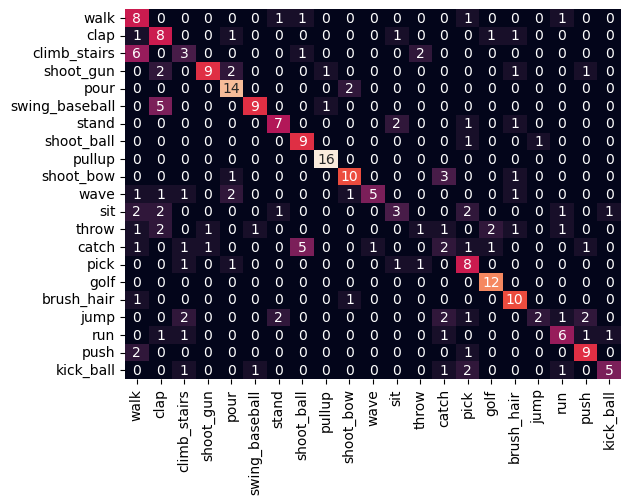 walk 8 0 0 0 0 0 1 1 0 0 0 0 0 0 1 0 0 0 1 0 0
clap 1 8 0 0 1 0 0 0 0 0 0 1 0 0 0 1 1 0 0 0 0
climb_stairs 6 0 3 0 0 0 0 1 0 0 0 0 2 0 0 0 0 0 0 0 0
shoot_gun 0 2 0 9 2 0 0 0 1 0 0 0 0 0 0 0 1 0 0 1 0
pour 0 0 0 0 14 0 0 0 0 2 0 0 0 0 0 0 0 0 0 0 0
swing_baseball 0 5 0 0 0 9 0 0 1 0 0 0 0 0 0 0 0 0 0 0 0
stand 0 0 0 0 0 0 7 0 0 0 0 2 0 0 1 0 1 0 0 0 0
shoot_ball 0 0 0 0 0 0 0 9 0 0 0 0 0 0 1 0 0 1 0 0 0
pullup 0 0 0 0 0 0 0 0 16 0 0 0 0 0 0 0 0 0 0 0 0
shoot_bow 0 0 0 0 1 0 0 0 0 10 0 0 0 3 0 0 1 0 0 0 0
wave 1 1 1 0 2 0 0 0 0 1 5 0 0 0 0 0 1 0 0 0 0
sit 2 2 0 0 0 0 1 0 0 0 0 3 0 0 2 0 0 0 1 0 1
throw 1 2 0 1 0 1 0 0 0 0 0 0 1 1 0 2 1 0 1 0 0
catch 1 0 1 1 0 0 0 5 0 0 1 0 0 2 1 1 0 0 0 1 0
pick 0 0 1 0 1 0 0 0 0 0 0 1 1 0 8 0 0 0 0 0 0
golf 0 0 0 0 0 0 0 0 0 0 0 0 0 0 0 12 0 0 0 0 0
brush_hair 1 0 0 0 0 0 0 0 0 1 0 0 0 0 0 0 10 0 0 0 0
jump 0 0 2 0 0 0 2 0 0 0 0 0 0 2 1 0 0 2 1 2 0
run 0 1 1 0 0 0 0 0 0 0 0 0 0 1 0 0 0 0 6 1 1
push 2 0 0 0 0 0 0 0 0 0 0 0 0 0 1 0 0 0 0 9 0
kick_ball 0 0 1 0 0 1 0 0 0 0 0 0 0 1 2 0 0 0 1 0 5
walk clap climb_stairs shoot_gun pour swing_baseball stand shoot_ball pullup shoot_bow wave sit throw catch pick golf brush_hair jump run push kick_ball